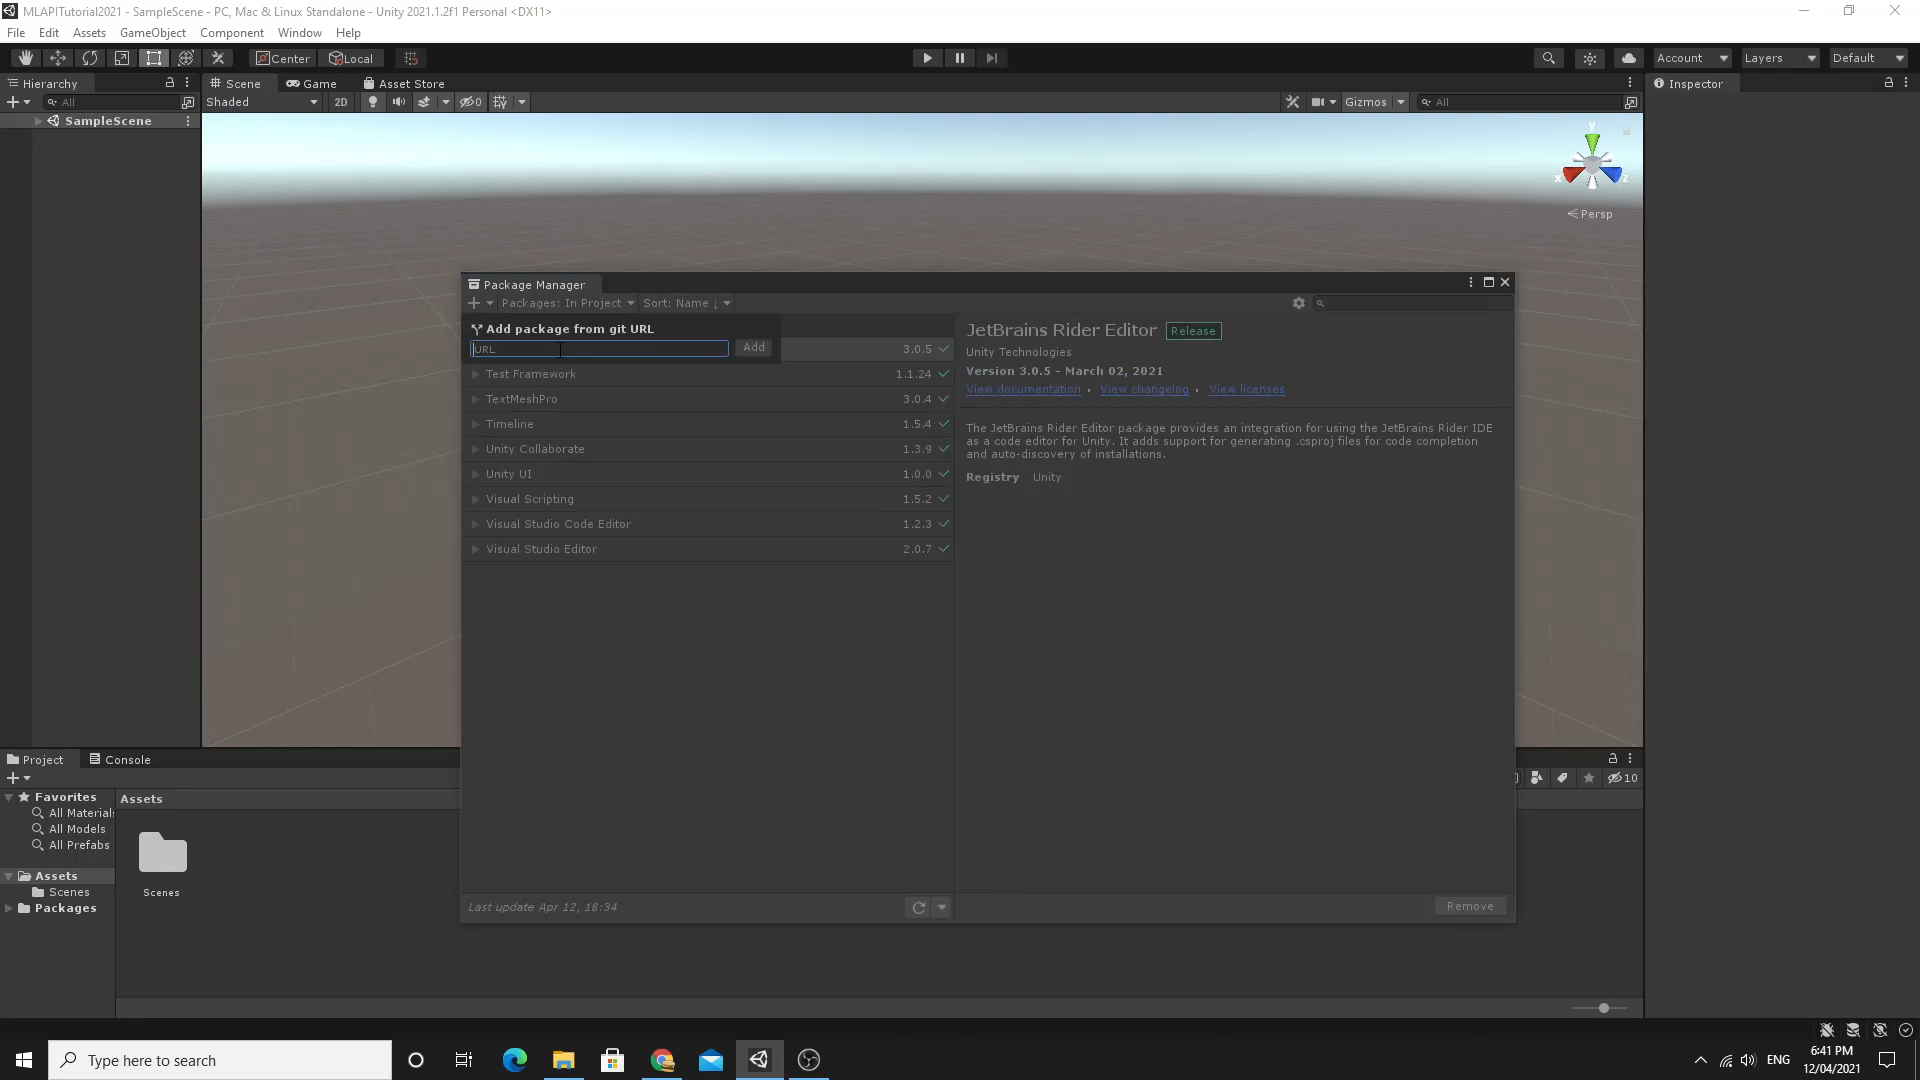 MLAPITutorial2021 - SampleScene - PC, Mac & Linux Standalone - Unity 2021.1.2f1 Personal <DX11>
File Edit Assets GameObject Component Window Help
Center Local Account Layers Default
Hierarchy Scene Game Asset Store Inspector
All Shaded 2D 0 Gizmos All
SampleScene
y
x z
Persp
Package Manager
Packages: In Project Sort: Name ↓
Add package from git URL
URL Add 3.0.5
Test Framework 1.1.24
TextMeshPro 3.0.4
Timeline 1.5.4
Unity Collaborate 1.3.9
Unity UI 1.0.0
Visual Scripting 1.5.2
Visual Studio Code Editor 1.2.3
Visual Studio Editor 2.0.7
Last update Apr 12, 18:34
JetBrains Rider Editor Release
Unity Technologies
Version 3.0.5 - March 02, 2021
View documentation • View changelog • View licenses
The JetBrains Rider Editor package provides an integration for using the JetBrains Rider IDE
as a code editor for Unity. It adds support for generating .csproj files for code completion
and auto-discovery of installations.
Registry Unity
Remove
Project Console
10
Favorites
All Materials
All Models
All Prefabs
Assets
Scenes
Packages
Assets
Scenes
Type here to search
ENG
6:41 PM
12/04/2021